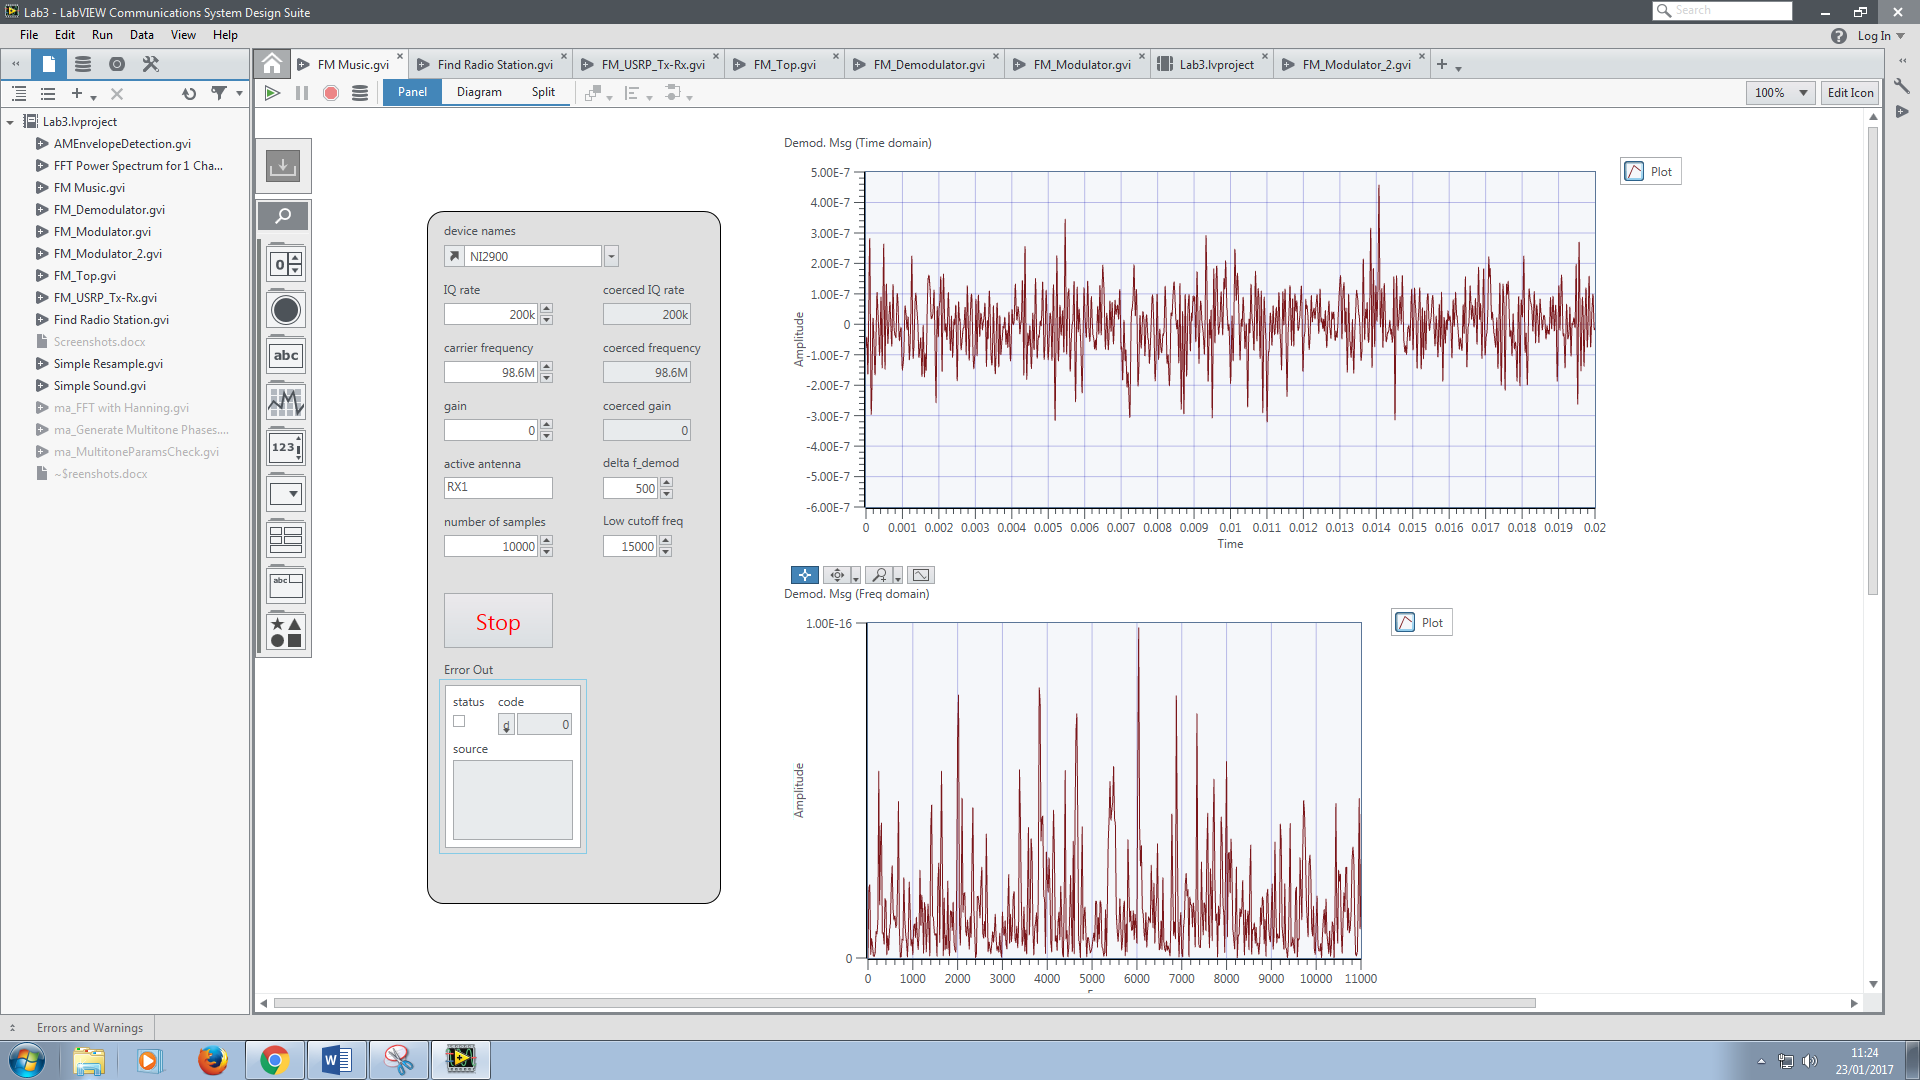 Lab3 - LabVIEW Communications System Design Suite
Search
File Edit Run Data View Help
Log In
FM Music.gvi
Find Radio Station.gvi
FM_USRP_Tx-Rx.gvi
FM_Top.gvi
FM_Demodulator.gvi
FM_Modulator.gvi
Lab3.lvproject
FM_Modulator_2.gvi
Panel Diagram Split
100%
Edit Icon
Lab3.lvproject
AMEnvelopeDetection.gvi
FFT Power Spectrum for 1 Cha...
FM Music.gvi
FM_Demodulator.gvi
FM_Modulator.gvi
FM_Modulator_2.gvi
FM_Top.gvi
FM_USRP_Tx-Rx.gvi
Find Radio Station.gvi
Screenshots.docx
Simple Resample.gvi
Simple Sound.gvi
ma_FFT with Hanning.gvi
ma_Generate Multitone Phases....
ma_MultitoneParamsCheck.gvi
~$reenshots.docx
0
abc
123
abc
device names
NI2900
IQ rate coerced IQ rate
200k 200k
carrier frequency coerced frequency
98.6M 98.6M
gain coerced gain
0 0
active antenna delta f_demod
RX1 500
number of samples Low cutoff freq
10000 15000
Stop
Error Out
status code
d 0
source
Demod. Msg (Time domain)
Plot
5.00E-7
4.00E-7
3.00E-7
2.00E-7
1.00E-7
0
-1.00E-7
-2.00E-7
-3.00E-7
-4.00E-7
-5.00E-7
-6.00E-7
Amplitude
0 0.001 0.002 0.003 0.004 0.005 0.006 0.007 0.008 0.009 0.01 0.011 0.012 0.013 0.014 0.015 0.016 0.017 0.018 0.019 0.02
Time
Demod. Msg (Freq domain)
Plot
1.00E-16
0
Amplitude
0 1000 2000 3000 4000 5000 6000 7000 8000 9000 10000 11000
Errors and Warnings
11:24
23/01/2017